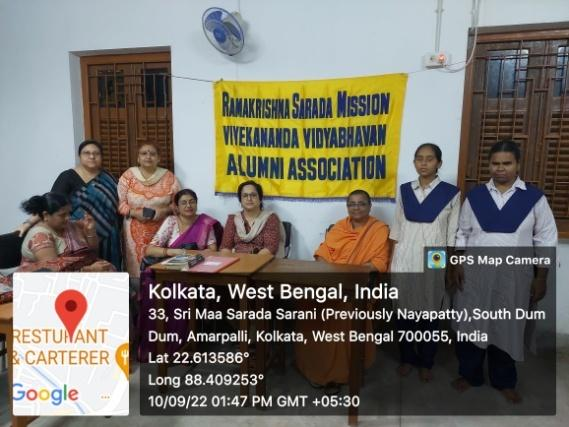 RAMAKRISHNA SARADA MISSION
VIVEKANANDA VIDYABHAVAN
ALUMNI ASSOCIATION
GPS Map Camera
Kolkata, West Bengal, India
33, Sri Maa Sarada Sarani (Previously Nayapatty),South Dum
Dum, Amarpalli, Kolkata, West Bengal 700055, India
Lat 22.613586°
Long 88.409253°
10/09/22 01:47 PM GMT +05:30
& CARTERER
Google